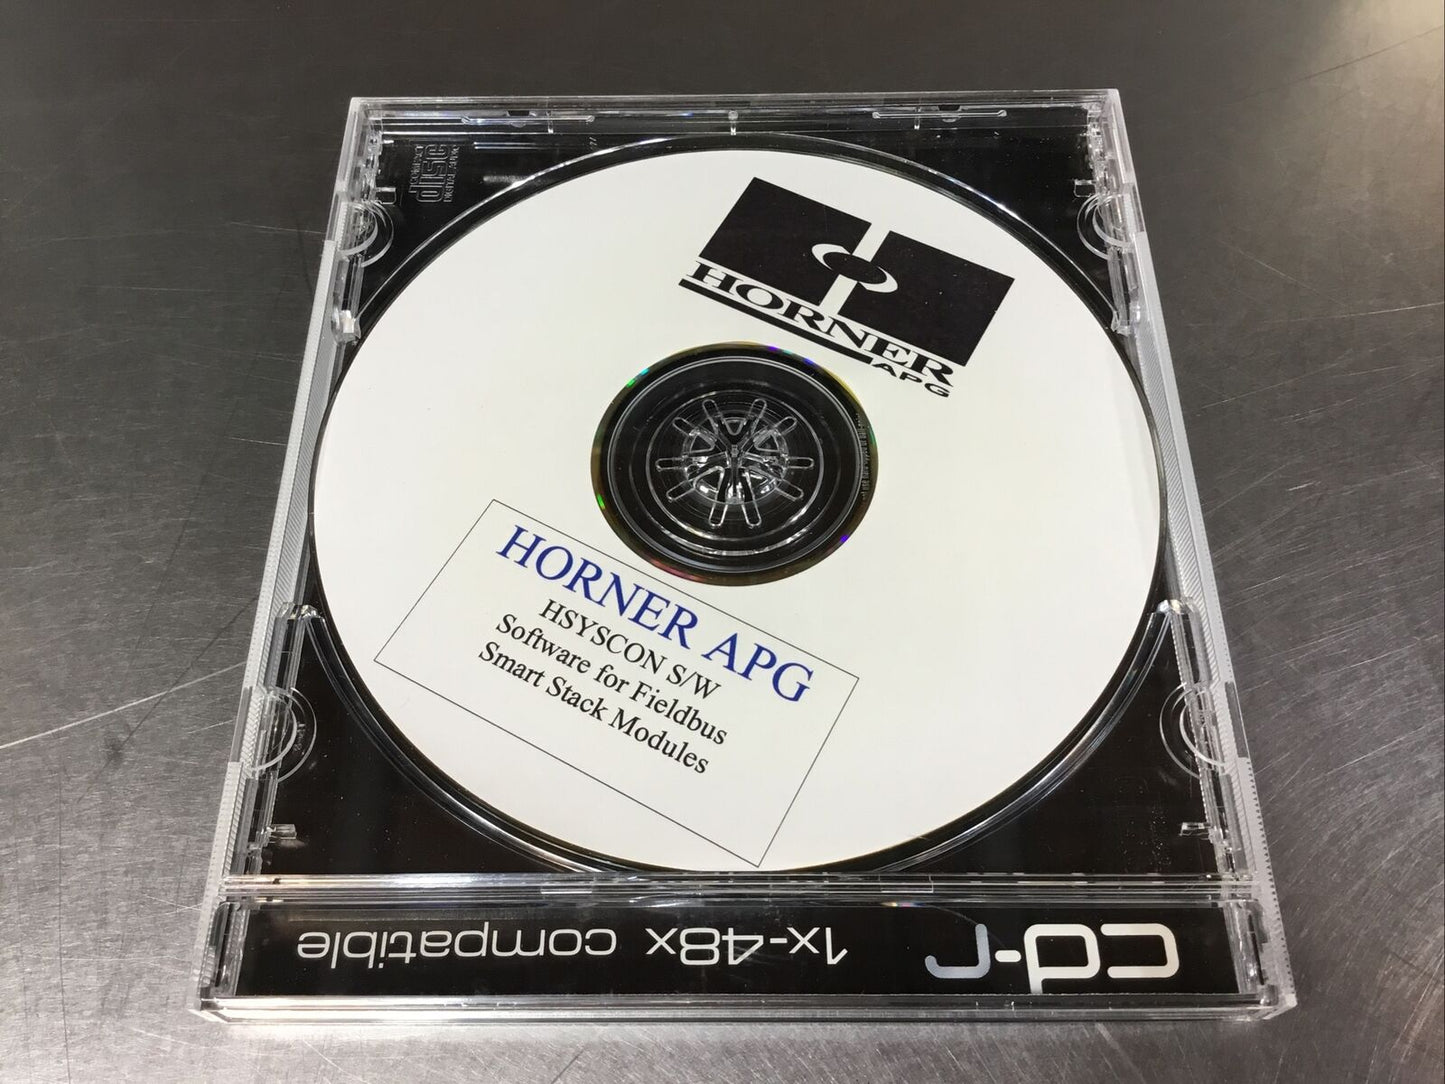 HORNER
APG
HORNER APG
HSYSCON S/W
Software for Fieldbus
Smart Stack Modules
cd-r
1x-48x compatible